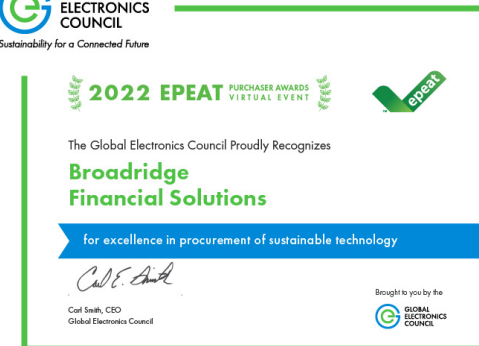 ELECTRONICS
COUNCIL
Sustainability for a Connected Future
2022 EPEAT PURCHASER AWARDS
VIRTUAL EVENT
epeat
The Global Electronics Council Proudly Recognizes
Broadridge
Financial Solutions
for excellence in procurement of sustainable technology
Carl E. Smith
Carl Smith, CEO
Global Electronics Council
Brought to you by the
GLOBAL
ELECTRONICS
COUNCIL